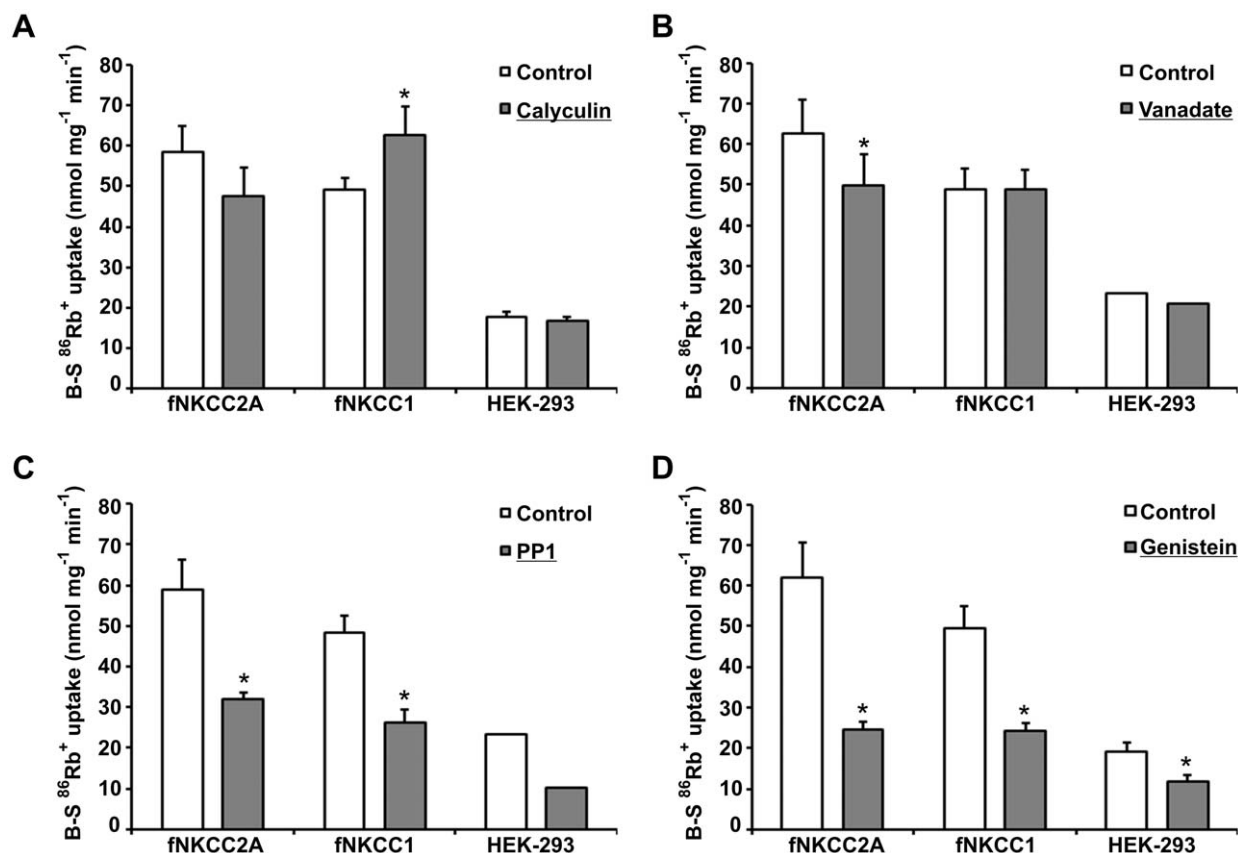 A
B-S ⁸⁶Rb⁺ uptake (nmol mg⁻¹ min⁻¹)
80
70
60
50
40
30
20
10
0
Control
Calyculin
*
fNKCC2A fNKCC1 HEK-293
B
B-S ⁸⁶Rb⁺ uptake (nmol mg⁻¹ min⁻¹)
80
70
60
50
40
30
20
10
0
Control
Vanadate
*
fNKCC2A fNKCC1 HEK-293
C
B-S ⁸⁶Rb⁺ uptake (nmol mg⁻¹ min⁻¹)
80
70
60
50
40
30
20
10
0
Control
PP1
* *
fNKCC2A fNKCC1 HEK-293
D
B-S ⁸⁶Rb⁺ uptake (nmol mg⁻¹ min⁻¹)
80
70
60
50
40
30
20
10
0
Control
Genistein
* * *
fNKCC2A fNKCC1 HEK-293